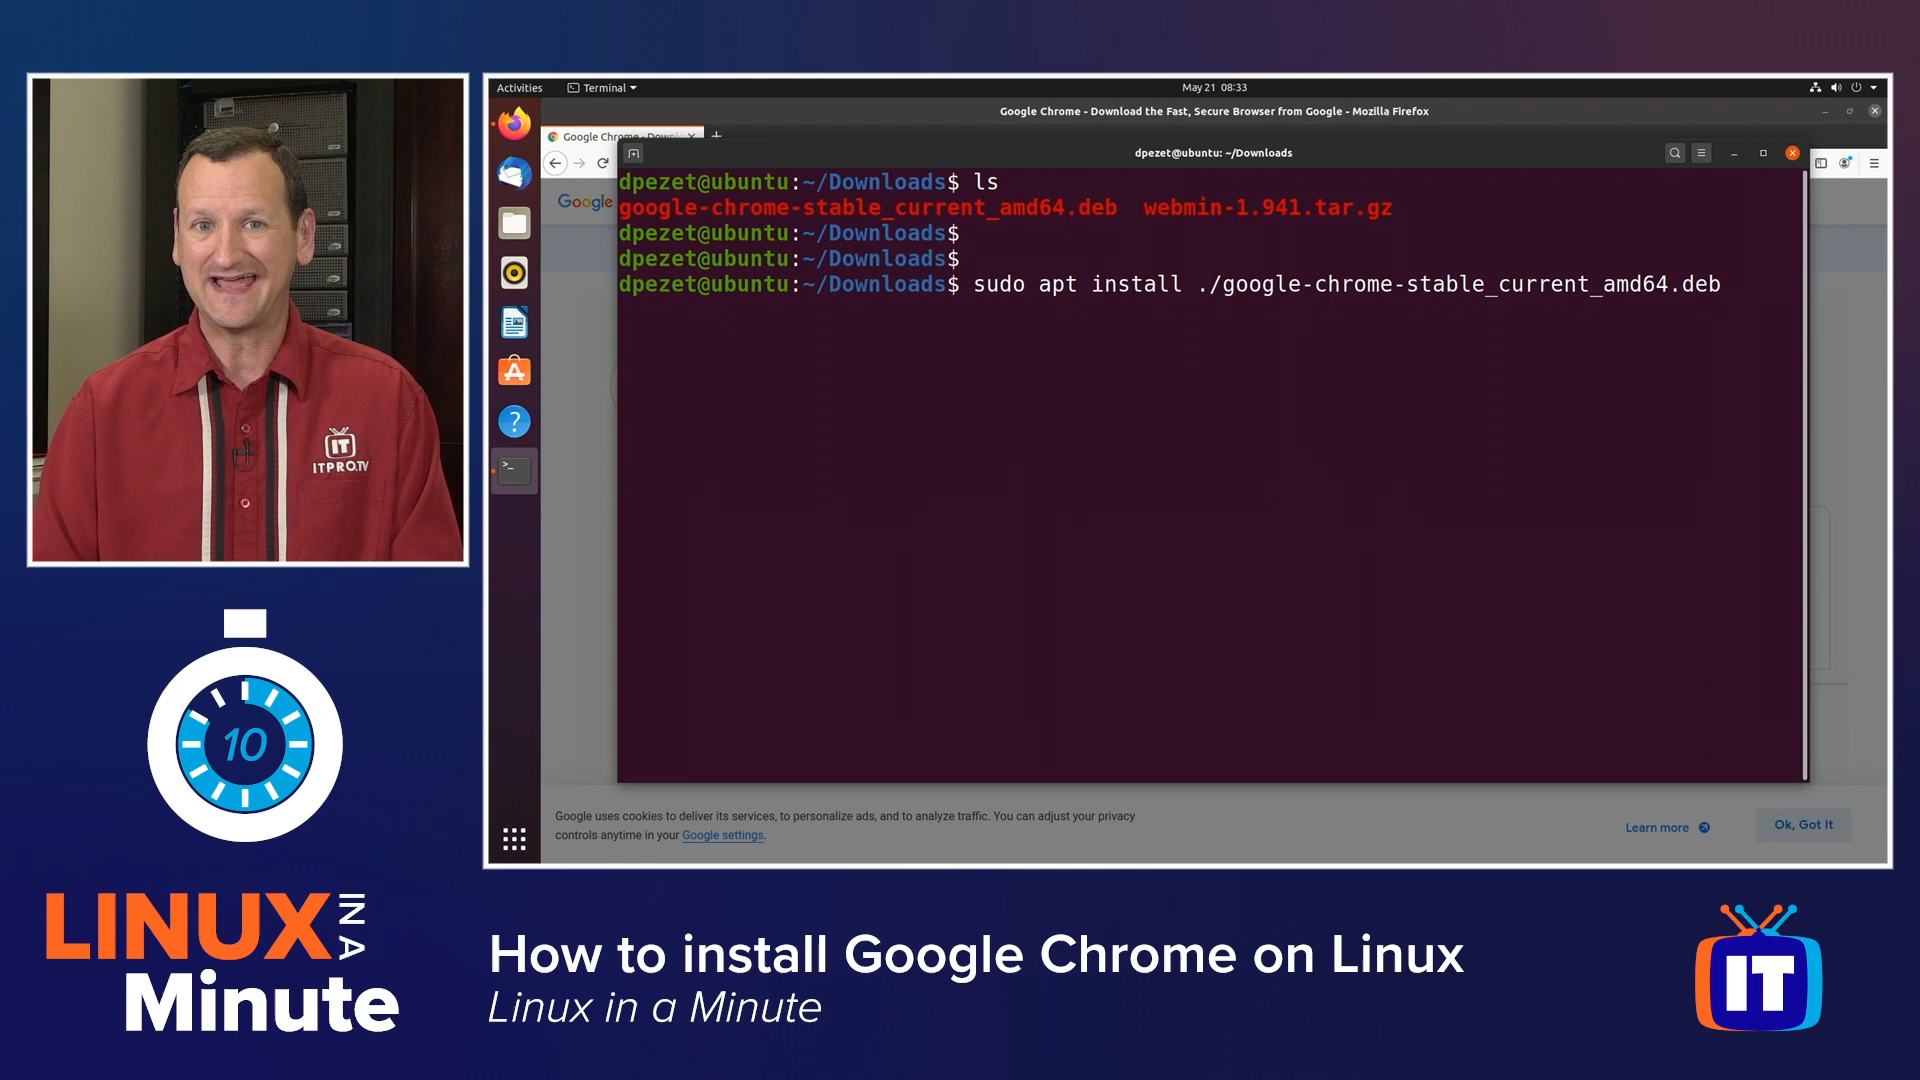 Activities
Terminal
May 21 08:33
Google Chrome - Download the Fast, Secure Browser from Google - Mozilla Firefox
Google Chrome - Downl
dpezet@ubuntu: ~/Downloads
Google
dpezet@ubuntu:~/Downloads$ ls
google-chrome-stable_current_amd64.deb webmin-1.941.tar.gz
dpezet@ubuntu:~/Downloads$
dpezet@ubuntu:~/Downloads$
dpezet@ubuntu:~/Downloads$ sudo apt install ./google-chrome-stable_current_amd64.deb
Google uses cookies to deliver its services, to personalize ads, and to analyze traffic. You can adjust your privacy
controls anytime in your Google settings.
Learn more
Ok, Got it
IT
ITPRO.TV
10
LINUX
IN A
Minute
How to install Google Chrome on Linux
Linux in a Minute
IT